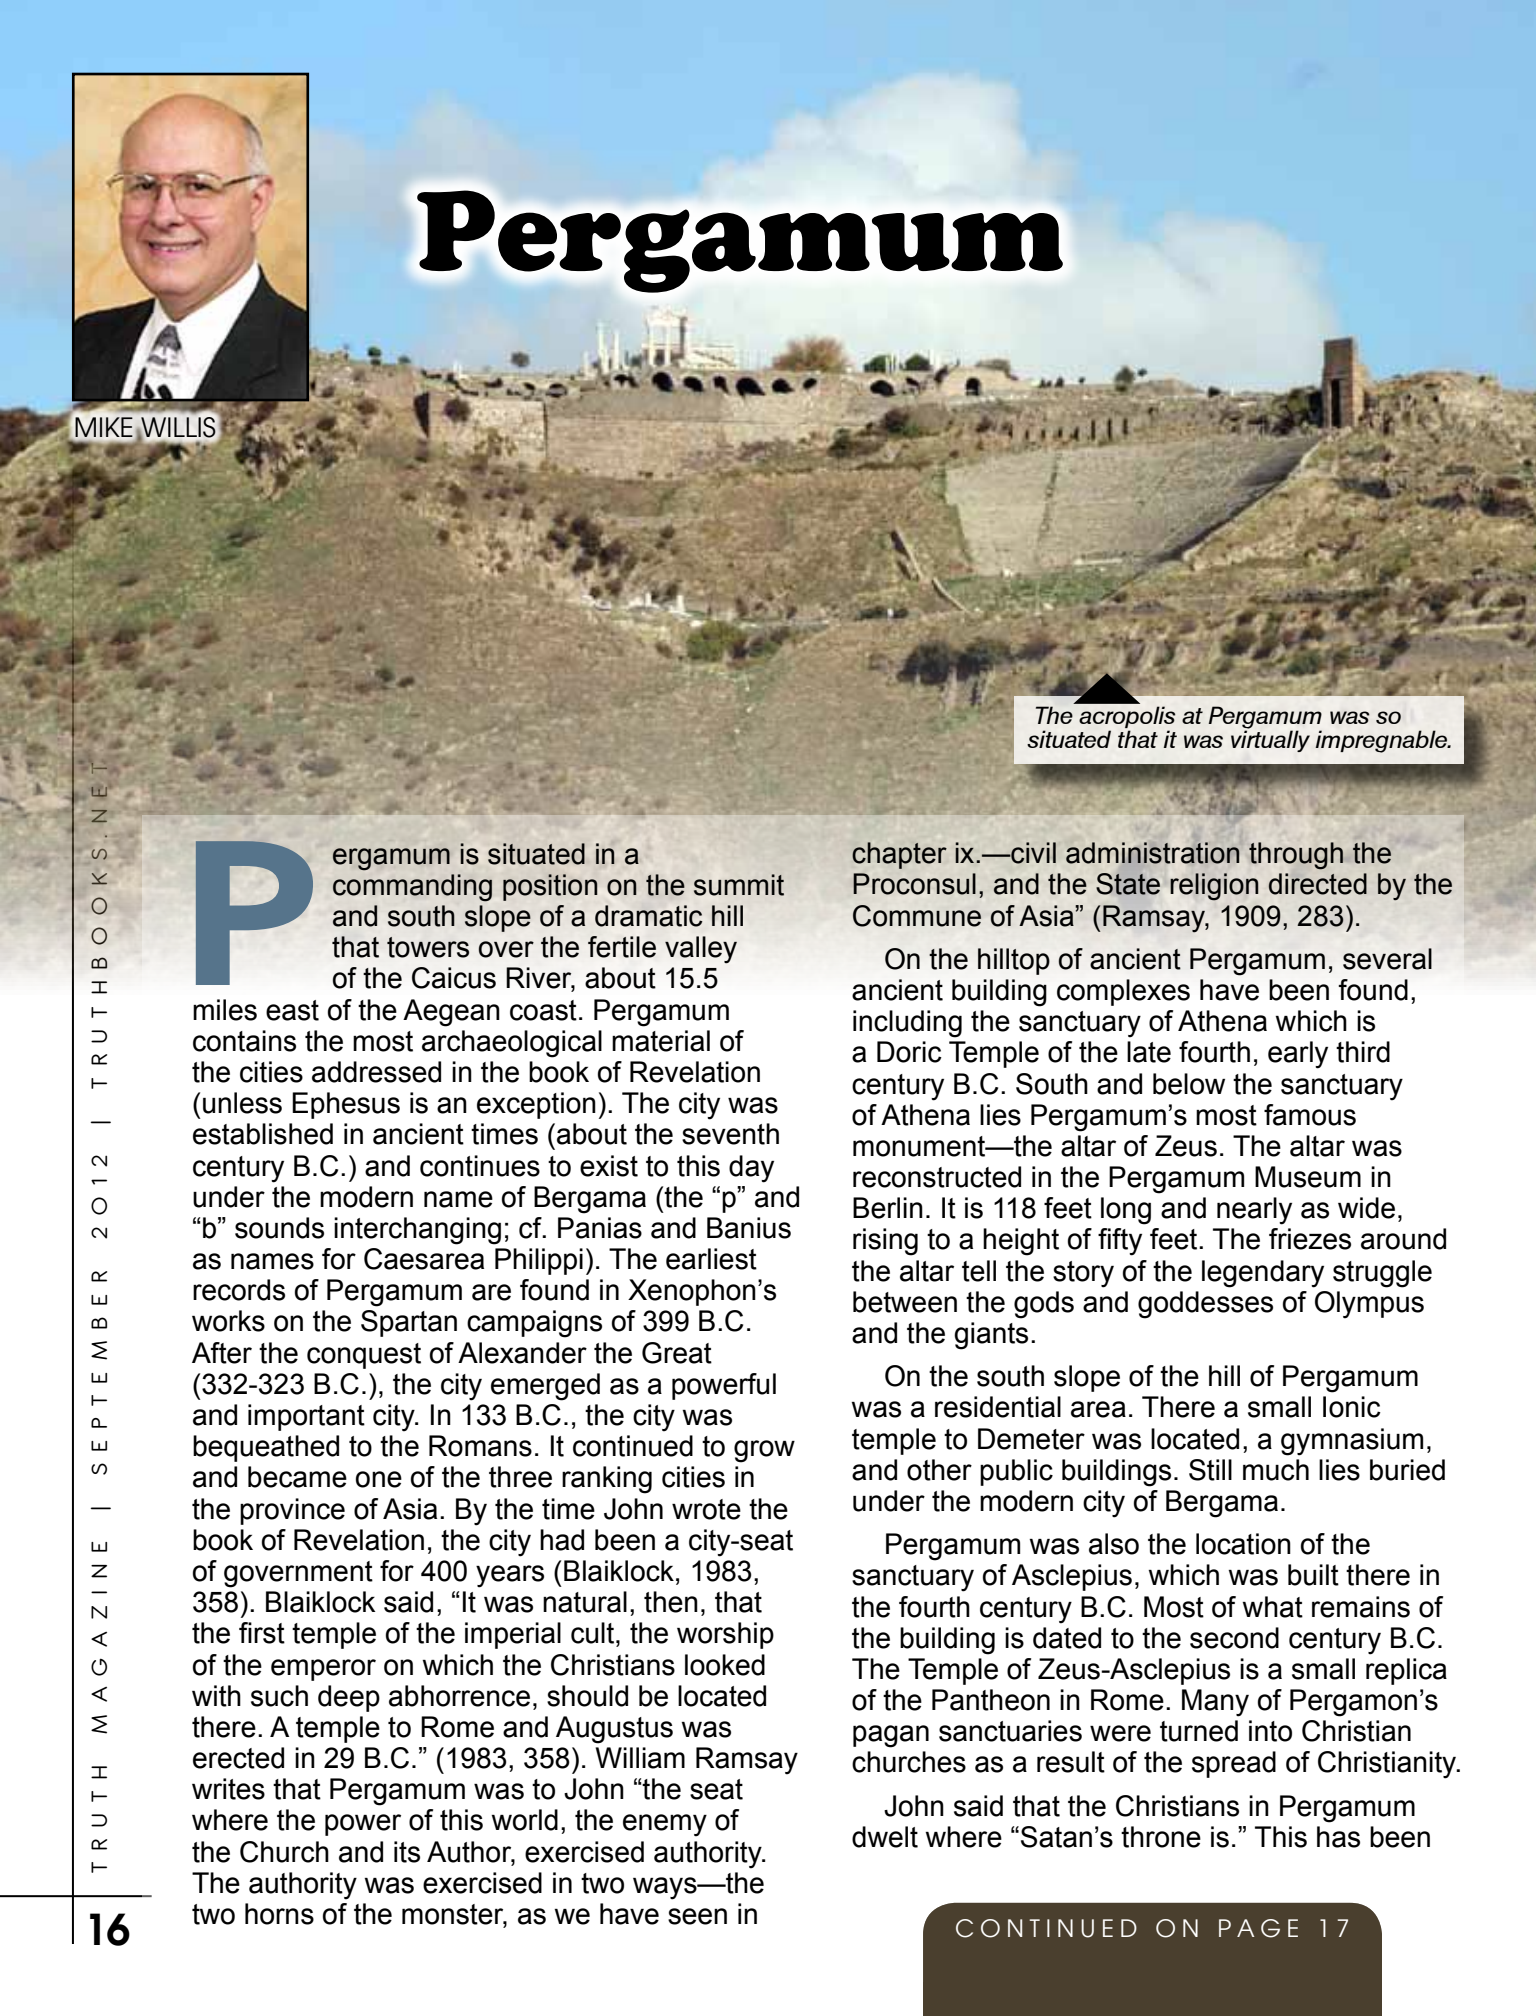 Pergamum
MIKE WILLIS
The acropolis at Pergamum was so
situated that it was virtually impregnable.
Pergamum is situated in a
commanding position on the summit
and south slope of a dramatic hill
that towers over the fertile valley
of the Caicus River, about 15.5
miles east of the Aegean coast. Pergamum
contains the most archaeological material of
the cities addressed in the book of Revelation
(unless Ephesus is an exception). The city was
established in ancient times (about the seventh
century B.C.) and continues to exist to this day
under the modern name of Bergama (the “p” and
“b” sounds interchanging; cf. Panias and Banius
as names for Caesarea Philippi). The earliest
records of Pergamum are found in Xenophon’s
works on the Spartan campaigns of 399 B.C.
After the conquest of Alexander the Great
(332-323 B.C.), the city emerged as a powerful
and important city. In 133 B.C., the city was
bequeathed to the Romans. It continued to grow
and became one of the three ranking cities in
the province of Asia. By the time John wrote the
book of Revelation, the city had been a city-seat
of government for 400 years (Blaiklock, 1983,
358). Blaiklock said, “It was natural, then, that
the first temple of the imperial cult, the worship
of the emperor on which the Christians looked
with such deep abhorrence, should be located
there. A temple to Rome and Augustus was
erected in 29 B.C.” (1983, 358). William Ramsay
writes that Pergamum was to John “the seat
where the power of this world, the enemy of
the Church and its Author, exercised authority.
The authority was exercised in two ways—the
two horns of the monster, as we have seen in
chapter ix.—civil administration through the
Proconsul, and the State religion directed by the
Commune of Asia” (Ramsay, 1909, 283).
On the hilltop of ancient Pergamum, several
ancient building complexes have been found,
including the sanctuary of Athena which is
a Doric Temple of the late fourth, early third
century B.C. South and below the sanctuary
of Athena lies Pergamum’s most famous
monument—the altar of Zeus. The altar was
reconstructed in the Pergamum Museum in
Berlin. It is 118 feet long and nearly as wide,
rising to a height of fifty feet. The friezes around
the altar tell the story of the legendary struggle
between the gods and goddesses of Olympus
and the giants.
On the south slope of the hill of Pergamum
was a residential area. There a small Ionic
temple to Demeter was located, a gymnasium,
and other public buildings. Still much lies buried
under the modern city of Bergama.
Pergamum was also the location of the
sanctuary of Asclepius, which was built there in
the fourth century B.C. Most of what remains of
the building is dated to the second century B.C.
The Temple of Zeus-Asclepius is a small replica
of the Pantheon in Rome. Many of Pergamon’s
pagan sanctuaries were turned into Christian
churches as a result of the spread of Christianity.
John said that the Christians in Pergamum
dwelt where “Satan’s throne is.” This has been
CONTINUED ON PAGE 17
TRUTH MAGAZINE | SEPTEMBER 2012 | TRUTHBOOKS.NET
16